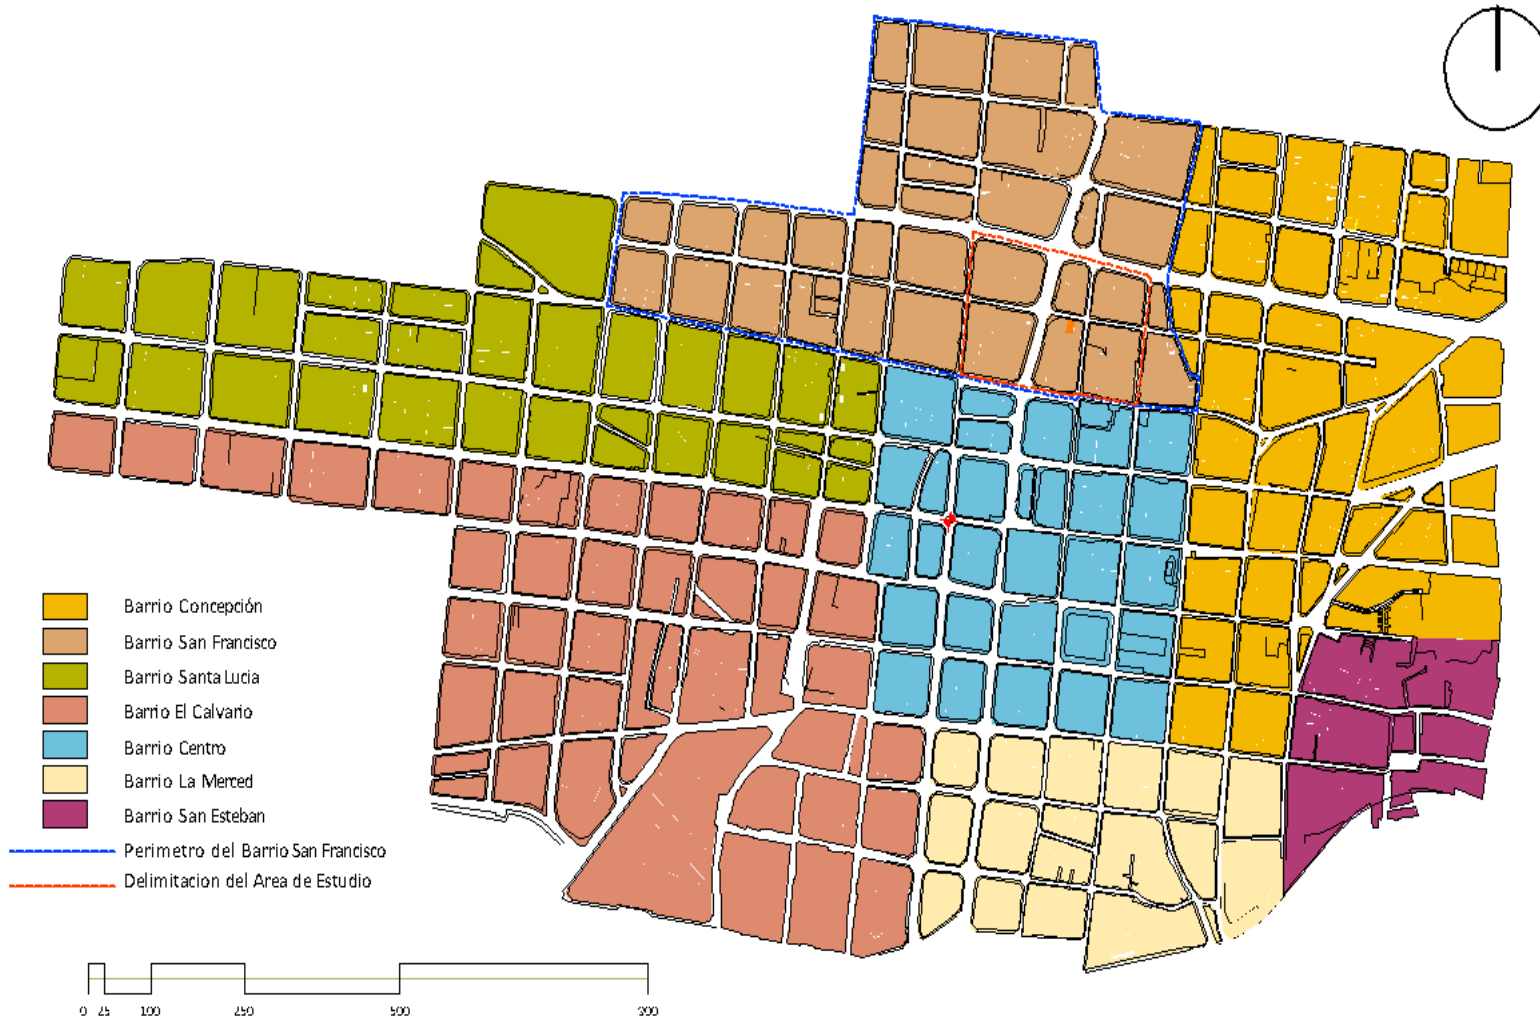 Barrio Concepción
Barrio San Francisco
Barrio Santa Lucia
Barrio El Calvario
Barrio Centro
Barrio La Merced
Barrio San Esteban
Perimetro del Barrio San Francisco
Delimitacion del Area de Estudio
0 25 100 250 500 900